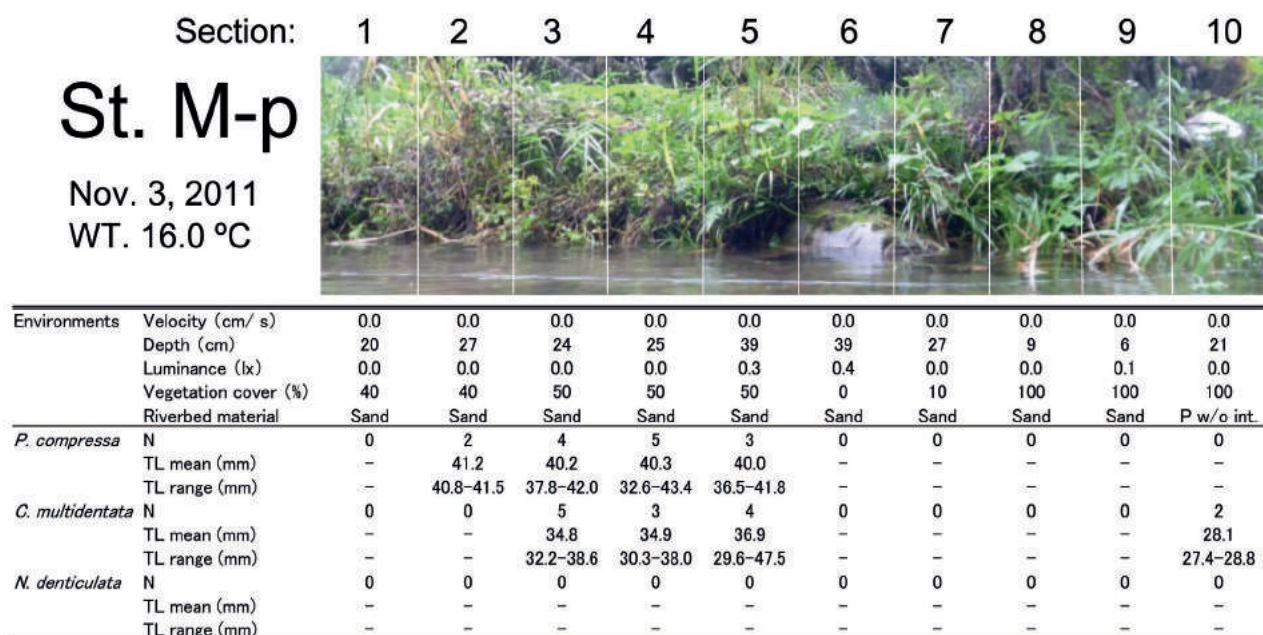 Section: 1 2 3 4 5 6 7 8 9 10
St. M-p
Nov. 3, 2011
WT. 16.0 ºC
Environments Velocity (cm/ s) 0.0 0.0 0.0 0.0 0.0 0.0 0.0 0.0 0.0 0.0
Depth (cm) 20 27 24 25 39 39 27 9 6 21
Luminance (lx) 0.0 0.0 0.0 0.0 0.3 0.4 0.0 0.0 0.1 0.0
Vegetation cover (%) 40 40 50 50 50 0 10 100 100 100
Riverbed material Sand Sand Sand Sand Sand Sand Sand Sand Sand P w/o int.
P. compressa N 0 2 4 5 3 0 0 0 0 0
TL mean (mm) - 41.2 40.2 40.3 40.0 - - - - -
TL range (mm) - 40.8-41.5 37.8-42.0 32.6-43.4 36.5-41.8 - - - - -
C. multidentata N 0 0 5 3 4 0 0 0 0 2
TL mean (mm) - - 34.8 34.9 36.9 - - - - 28.1
TL range (mm) - - 32.2-38.6 30.3-38.0 29.6-47.5 - - - - 27.4-28.8
N. denticulata N 0 0 0 0 0 0 0 0 0 0
TL mean (mm) - - - - - - - - - -
TL range (mm) - - - - - - - - - -